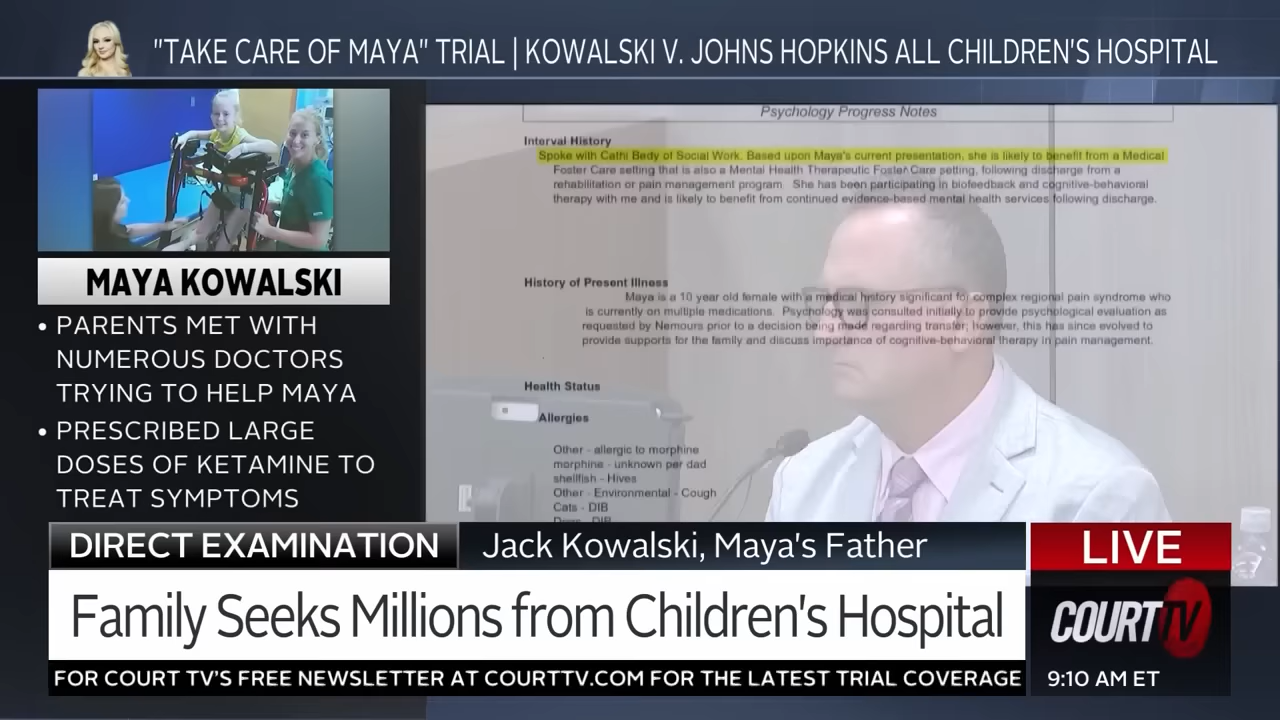 "TAKE CARE OF MAYA" TRIAL | KOWALSKI V. JOHNS HOPKINS ALL CHILDREN'S HOSPITAL
MAYA KOWALSKI
• PARENTS MET WITH
NUMEROUS DOCTORS
TRYING TO HELP MAYA
• PRESCRIBED LARGE
DOSES OF KETAMINE TO
TREAT SYMPTOMS
Psychology Progress Notes
Interval History
Spoke with Cathi Bedy of Social Work. Based upon Maya's current presentation, she is likely to benefit from a Medical
Foster Care setting that is also a Mental Health Therapeutic Foster Care setting, following discharge from a
rehabilitation or pain management program. She has been participating in biofeedback and cognitive-behavioral
therapy with me and is likely to benefit from continued evidence-based mental health services following discharge.
History of Present Illness
Maya is a 10 year old female with a medical history significant for complex regional pain syndrome who
is currently on multiple medications. Psychology was consulted initially to provide psychological evaluation as
requested by Nemours prior to a decision being made regarding transfer; however, this has since evolved to
provide supports for the family and discuss importance of cognitive-behavioral therapy in pain management.
Health Status
Allergies
Other - allergic to morphine
morphine - unknown per dad
shellfish - Hives
Other - Environmental - Cough
Cats - DIB
DIRECT EXAMINATION
Jack Kowalski, Maya's Father
Family Seeks Millions from Children's Hospital
FOR COURT TV'S FREE NEWSLETTER AT COURTTV.COM FOR THE LATEST TRIAL COVERAGE
LIVE
COURT TV
9:10 AM ET